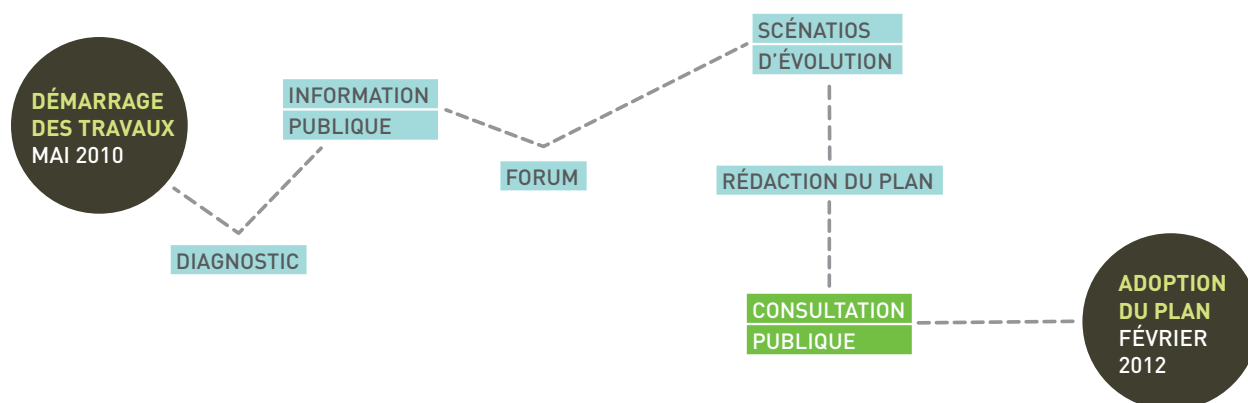 DÉMARRAGE
DES TRAVAUX
MAI 2010
DIAGNOSTIC
INFORMATION
PUBLIQUE
FORUM
SCÉNATIOS
D'ÉVOLUTION
RÉDACTION DU PLAN
CONSULTATION
PUBLIQUE
ADOPTION
DU PLAN
FÉVRIER
2012